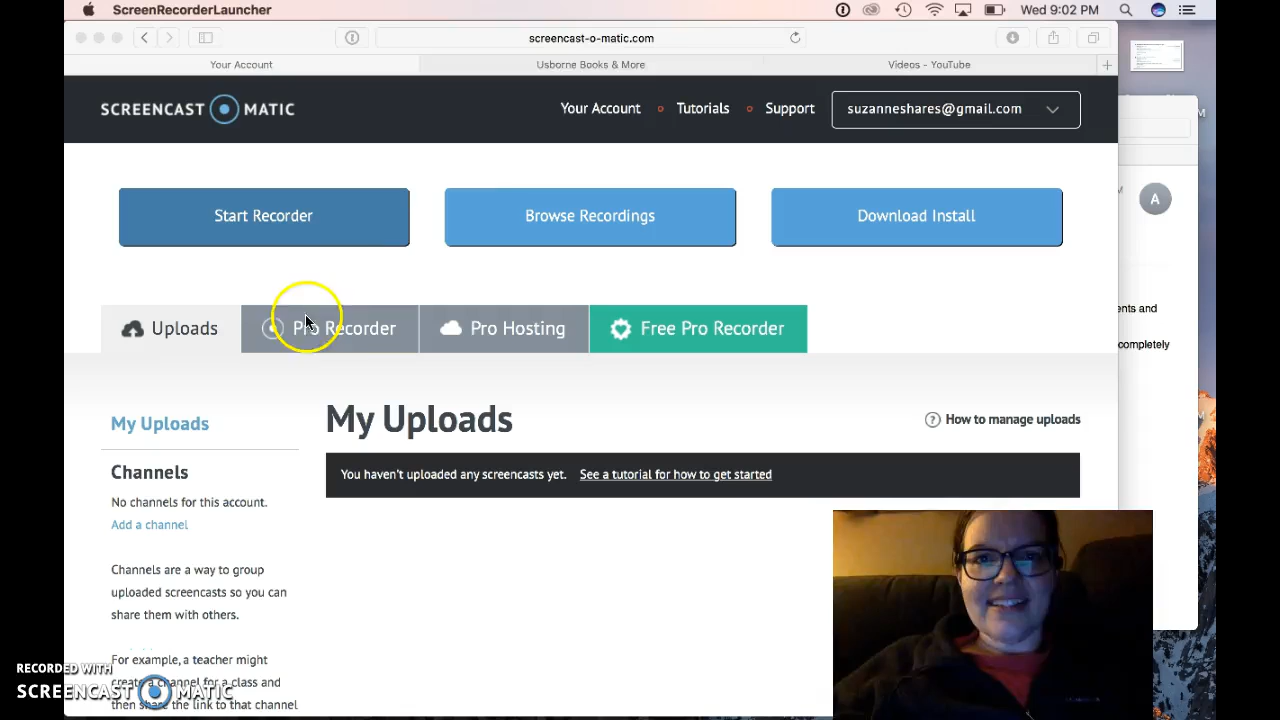 ScreenRecorderLauncher
Wed 9:02 PM
screencast-o-matic.com
Your Account
Usborne Books & More
Videos - YouTube
SCREENCAST MATIC
Your Account
Tutorials
Support
suzanneshares@gmail.com
M
A
Start Recorder
Browse Recordings
Download Install
Uploads
Pro Recorder
Pro Hosting
Free Pro Recorder
ents and
completely
My Uploads
My Uploads
How to manage uploads
Channels
You haven't uploaded any screencasts yet. See a tutorial for how to get started
No channels for this account.
Add a channel
Channels are a way to group
uploaded screencasts so you can
share them with others.
For example, a teacher might
create a channel for a class and
then share the link to that channel
RECORDED WITH
SCREENCAST MATIC